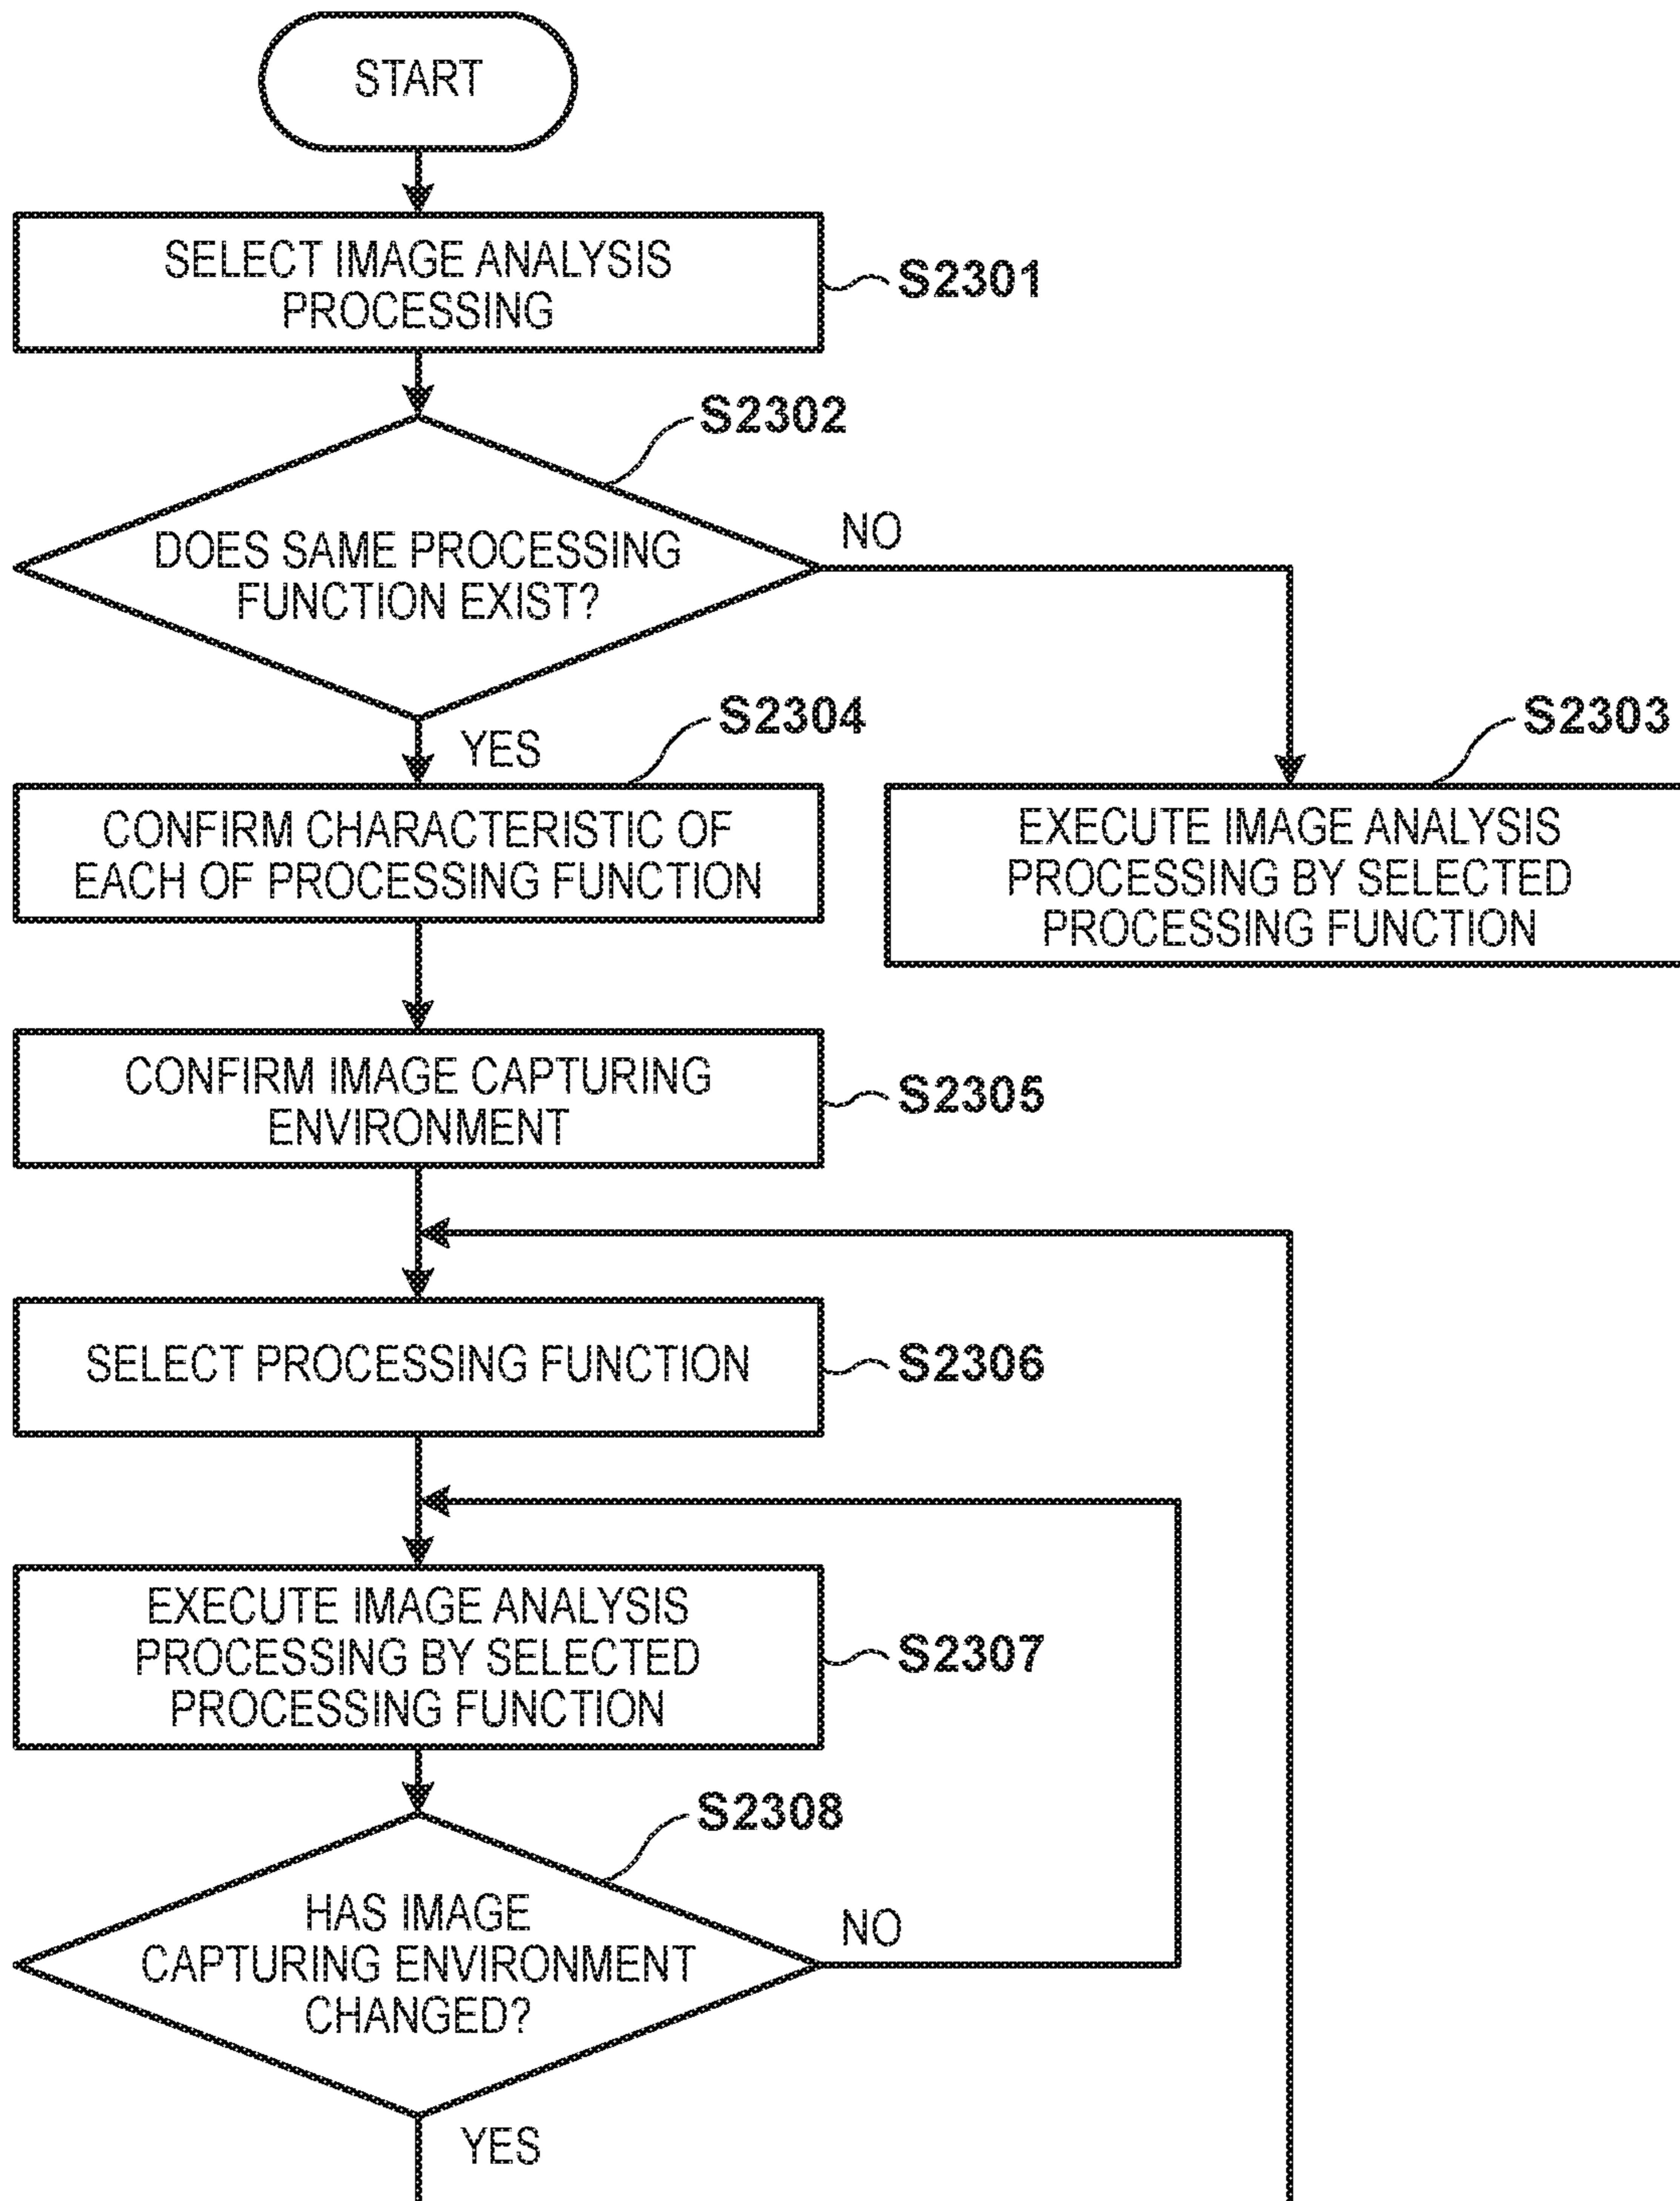 START
SELECT IMAGE ANALYSIS
PROCESSING
S2301
S2302
DOES SAME PROCESSING
FUNCTION EXIST?
NO
YES
S2304
S2303
CONFIRM CHARACTERISTIC OF
EACH OF PROCESSING FUNCTION
EXECUTE IMAGE ANALYSIS
PROCESSING BY SELECTED
PROCESSING FUNCTION
CONFIRM IMAGE CAPTURING
ENVIRONMENT
S2305
SELECT PROCESSING FUNCTION
S2306
EXECUTE IMAGE ANALYSIS
PROCESSING BY SELECTED
PROCESSING FUNCTION
S2307
S2308
HAS IMAGE
CAPTURING ENVIRONMENT
CHANGED?
NO
YES